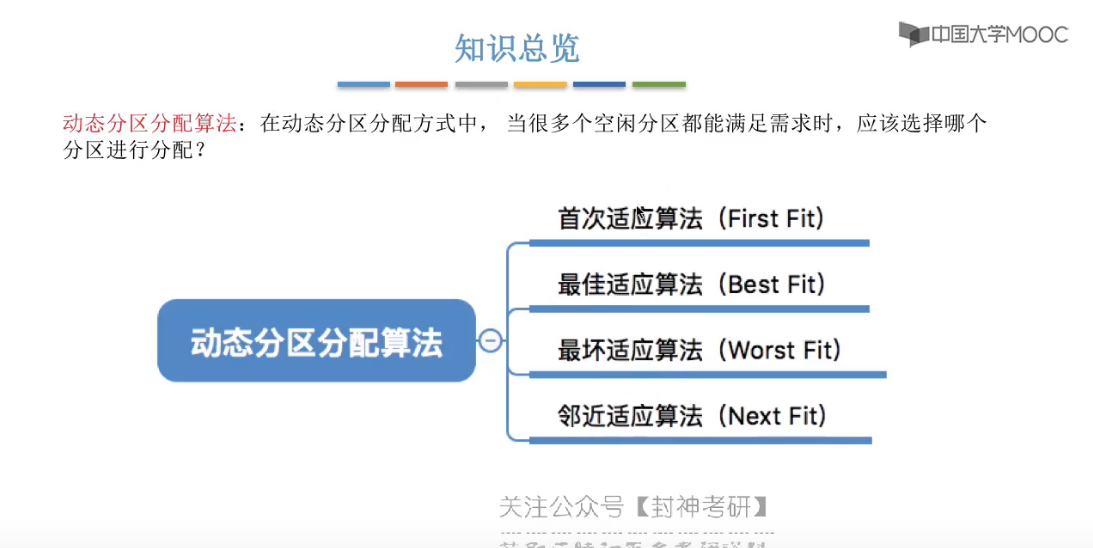 中国大学MOOC
知识总览
动态分区分配算法：在动态分区分配方式中， 当很多个空闲分区都能满足需求时，应该选择哪个
分区进行分配？
首次适应算法（First Fit）
最佳适应算法（Best Fit）
动态分区分配算法
最坏适应算法（Worst Fit）
邻近适应算法（Next Fit）
关注公众号【封神考研】